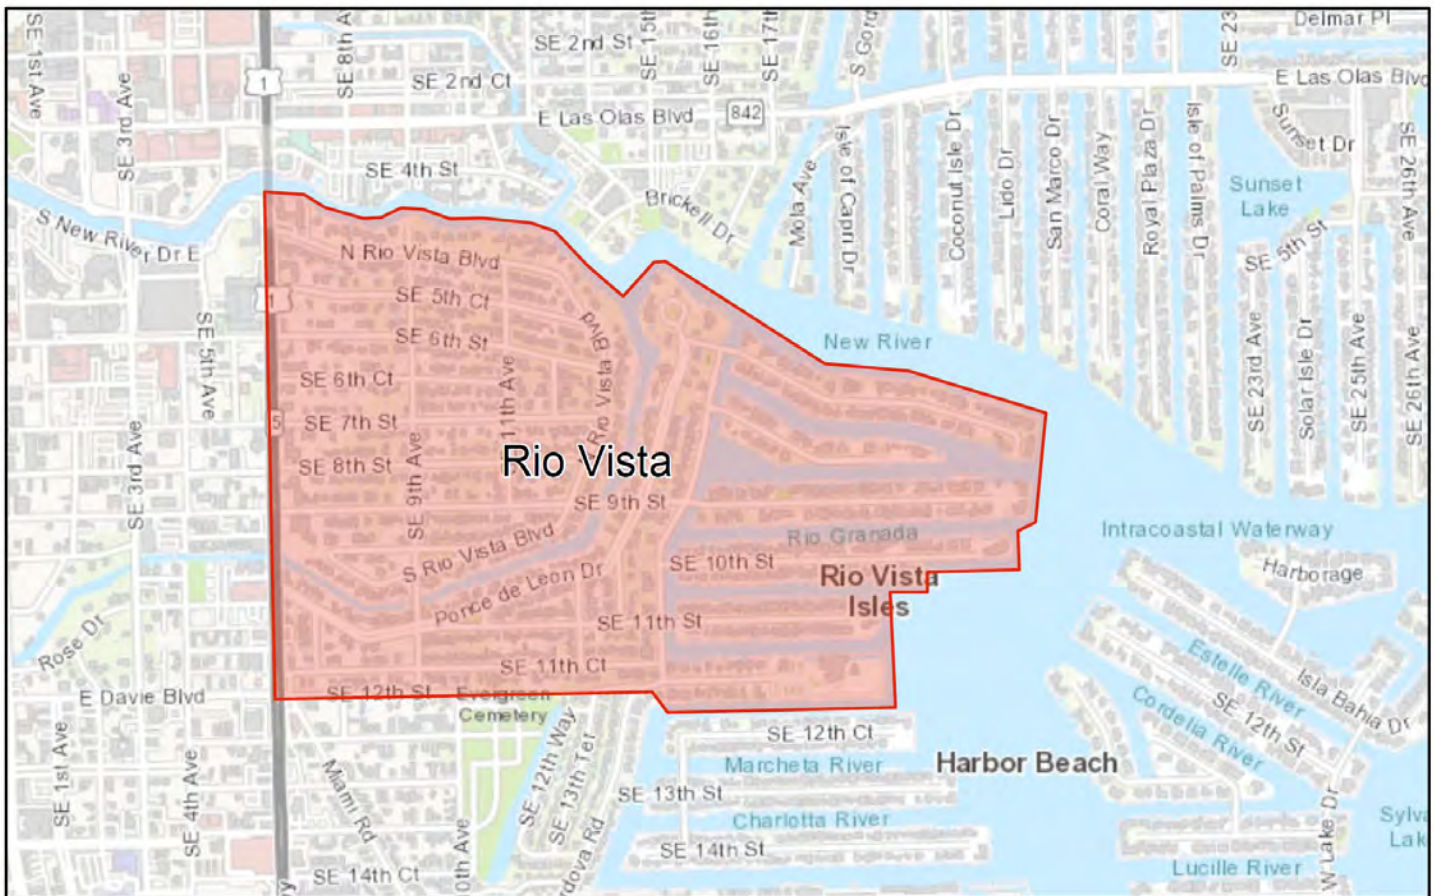 SE 1st Ave
SE 3rd Ave
SE 8th A
SE 2nd St
SE 2nd Ct
SE 15th
SE 16th
SE 17th
S Gord
SE 23
Delmar Pl
E Las Olas Blvd
1
E Las Olas Blvd
842
SE 4th St
Brickell Dr
Mola Ave
Isle of Capri Dr
Coconut Isle Dr
Lido Dr
San Marco Dr
Coral Way
Royal Plaza Dr
Isle of Palms Dr
Sunset Dr
Sunset
Lake
SE 26th Ave
SE 5th St
S New River Dr E
N Rio Vista Blvd
SE 5th Ct
1
SE 6th St
SE 5th Ave
SE 6th Ct
11th Ave
Rio Vista Blvd
New River
SE 23rd Ave
Solar Isle Dr
SE 25th Ave
SE 26th Ave
5
SE 7th St
SE 8th St
SE 9th Ave
SE 3rd Ave
Rio Vista
SE 9th St
S Rio Vista Blvd
Rio Granada
SE 10th St
Rio Vista
Isles
Intracoastal Waterway
Harborage
Ponce de Leon Dr
SE 11th St
SE 11th Ct
Rose Dr
E Davie Blvd
SE 12th St
Evergreen
Cemetery
SE 1st Ave
SE 4th Ave
Miami Rd
SE 12th Way
SE 13th Ter
SE 12th Ct
Marcheta River
SE 13th St
Charlotta River
SE 14th St
Harbor Beach
Estelle River
Isla Bahia Dr
SE 12th St
Cordelia River
N Lake Dr
Sylva
Lak
Lucille River
SE 14th Ct
10th Ave
dova Rd
wy